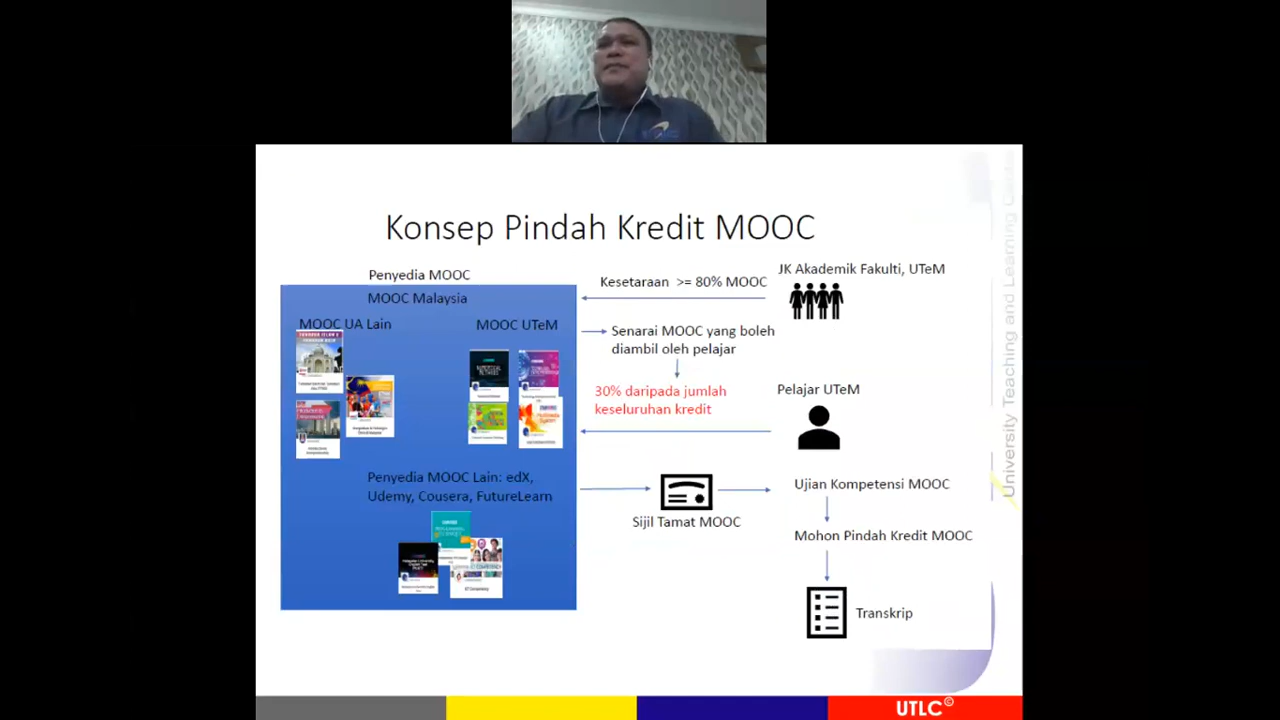 Konsep Pindah Kredit MOOC
Penyedia MOOC
MOOC Malaysia
MOOC UA Lain
MOOC UTeM
Penyedia MOOC Lain: edX,
Udemy, Cousera, FutureLearn
Kesetaraan >= 80% MOOC
JK Akademik Fakulti, UTeM
Senarai MOOC yang boleh
diambil oleh pelajar
30% daripada jumlah
keseluruhan kredit
Pelajar UTeM
Sijil Tamat MOOC
Ujian Kompetensi MOOC
Mohon Pindah Kredit MOOC
Transkrip
University Teaching and Learning Center
UTLC©